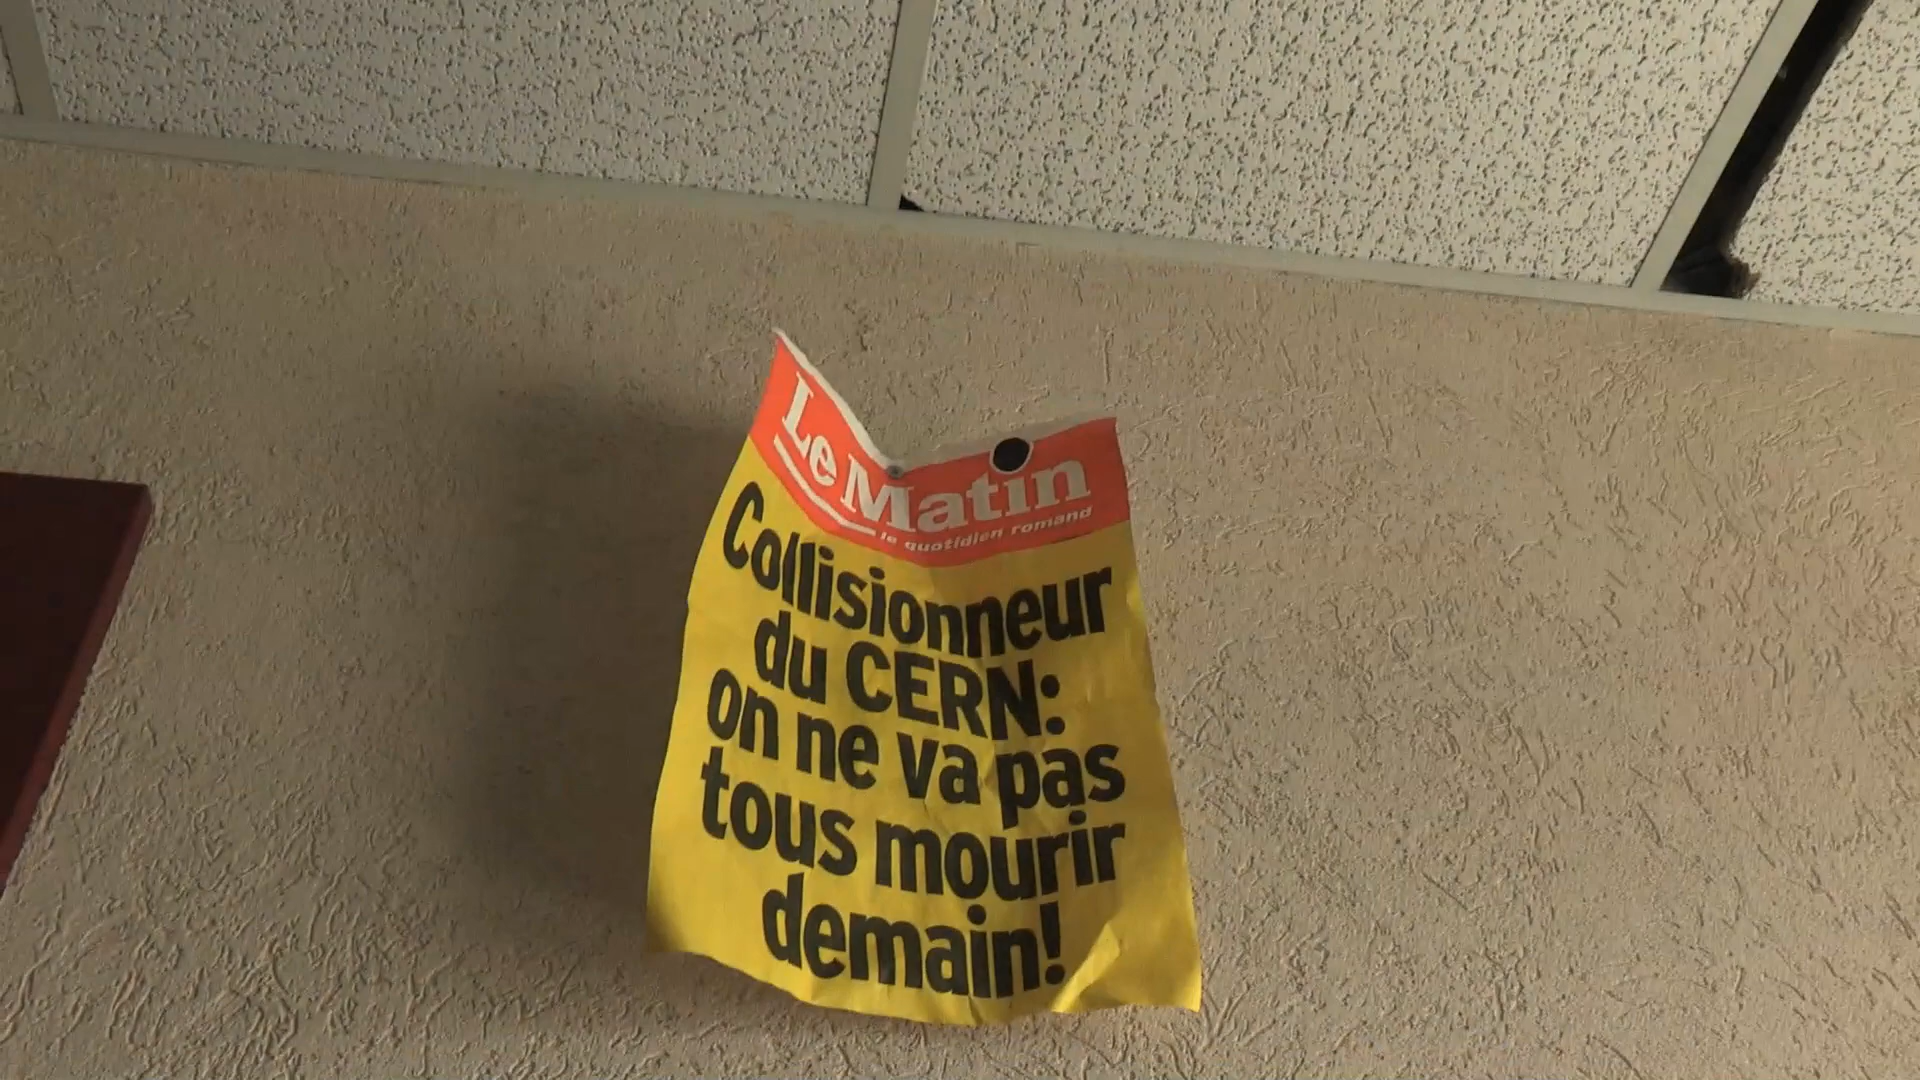 Le Matin
le quotidien romand
Collisionneur
du CERN:
on ne va pas
tous mourir
demain!